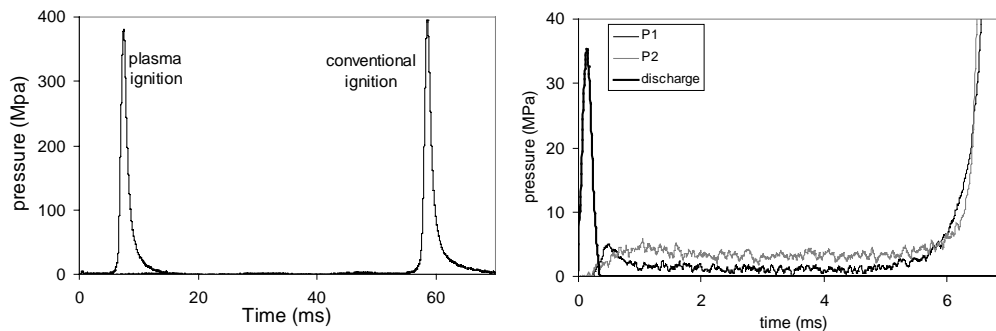 400
300
200
100
0
pressure (Mpa)
plasma
ignition
conventional
ignition
0 20 40 60
Time (ms)
40
30
20
10
0
pressure (MPa)
P1
P2
discharge
0 2 4 6
time (ms)